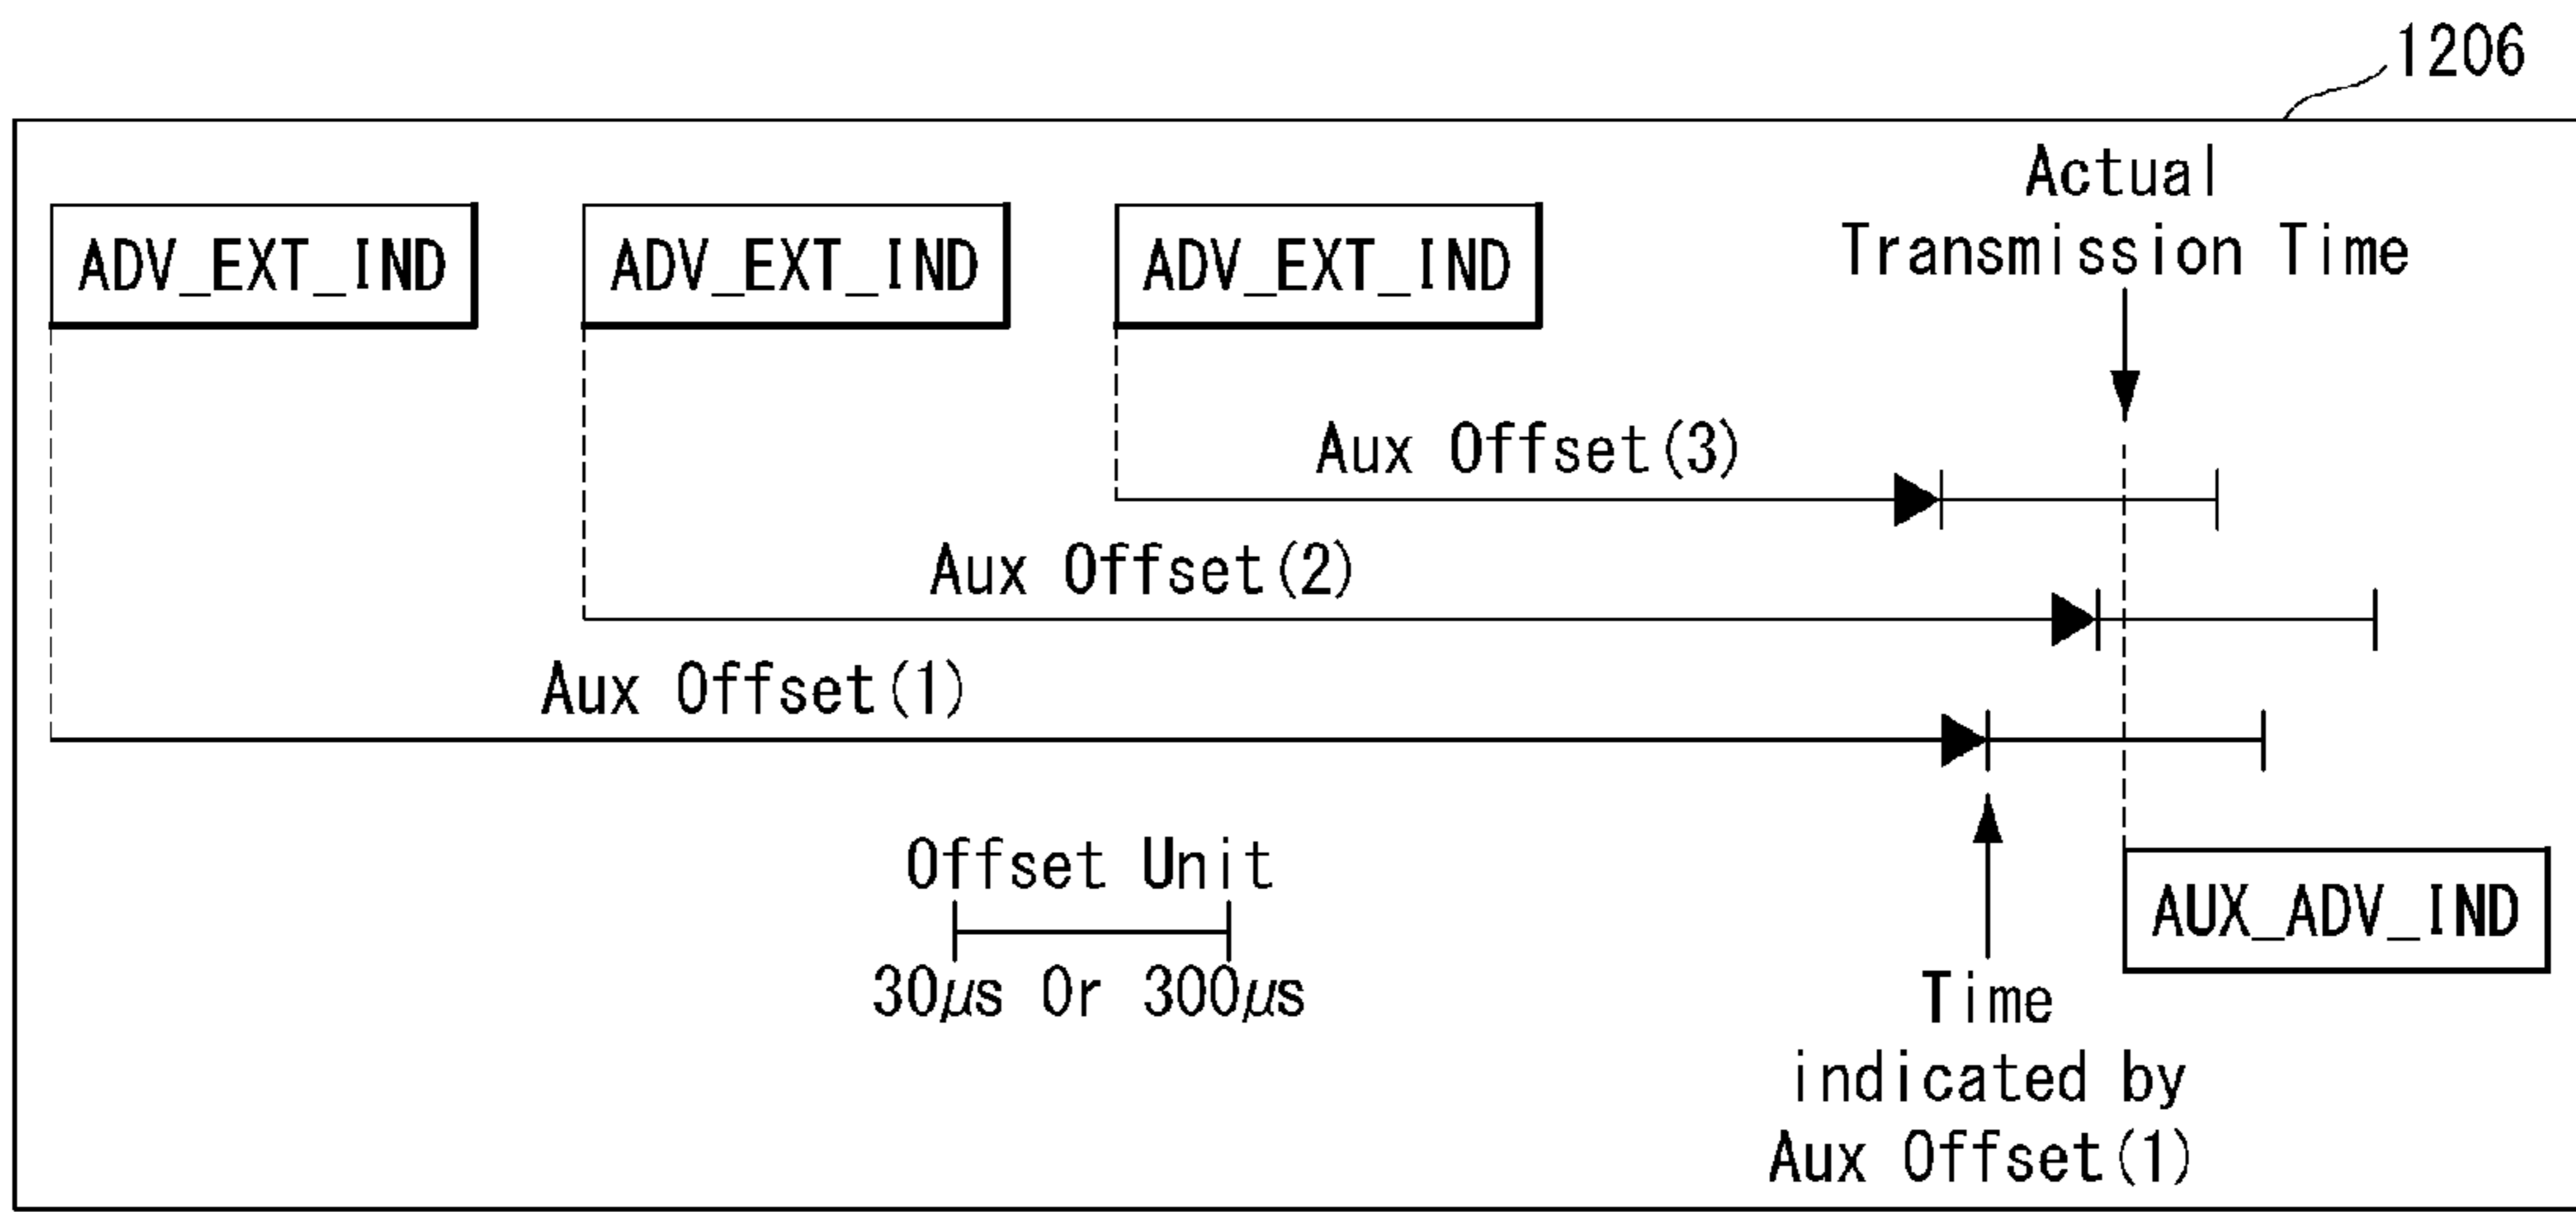 1206
Actual
Transmission Time
ADV_EXT_IND
ADV_EXT_IND
ADV_EXT_IND
Aux Offset(3)
Aux Offset(2)
Aux Offset(1)
Offset Unit
30μs Or 300μs
AUX_ADV_IND
Time
indicated by
Aux Offset(1)